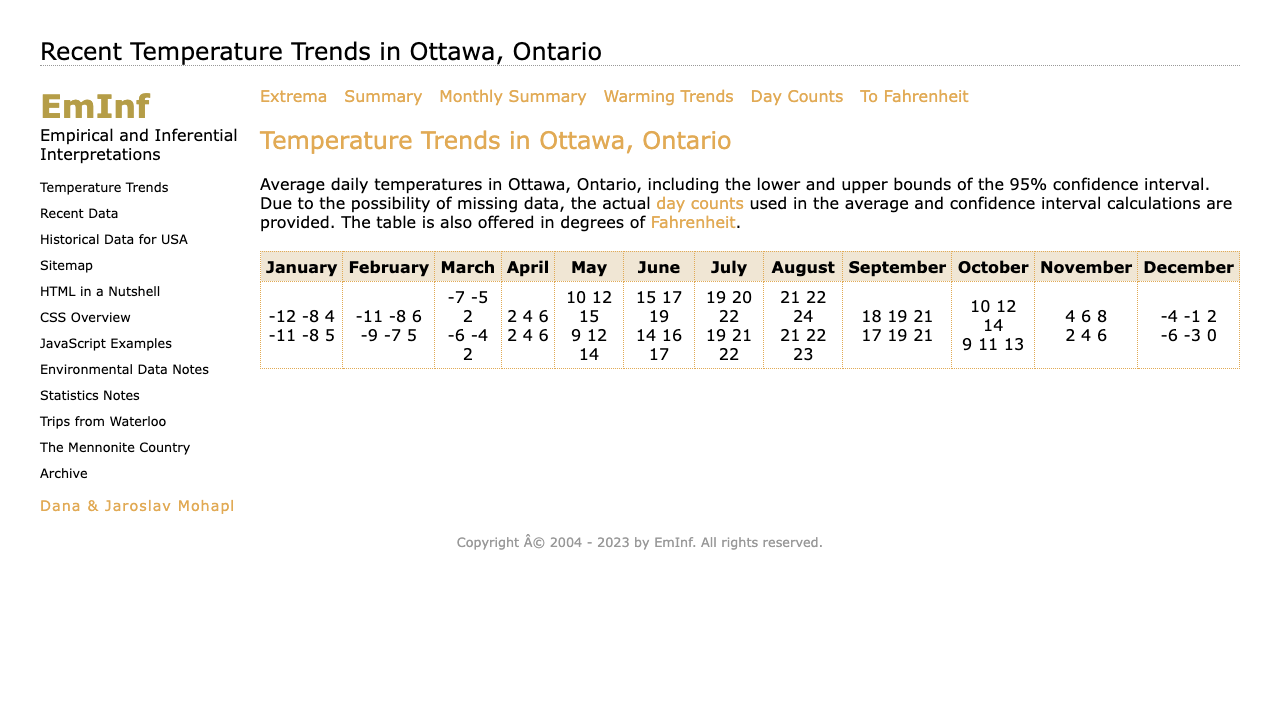 Recent Temperature Trends in Ottawa, Ontario
EmInf
Empirical and Inferential
Interpretations
Temperature Trends
Recent Data
Historical Data for USA
Sitemap
HTML in a Nutshell
CSS Overview
JavaScript Examples
Environmental Data Notes
Statistics Notes
Trips from Waterloo
The Mennonite Country
Archive
Dana & Jaroslav Mohapl
Extrema Summary Monthly Summary Warming Trends Day Counts To Fahrenheit
Temperature Trends in Ottawa, Ontario
Average daily temperatures in Ottawa, Ontario, including the lower and upper bounds of the 95% confidence interval.
Due to the possibility of missing data, the actual day counts used in the average and confidence interval calculations are
provided. The table is also offered in degrees of Fahrenheit.
January February March April May June July August September October November December
-12 -8 4
-11 -8 5
-11 -8 6
-9 -7 5
-7 -5
2
-6 -4
2
2 4 6
2 4 6
10 12
15
9 12
14
15 17
19
14 16
17
19 20
22
19 21
22
21 22
24
21 22
23
18 19 21
17 19 21
10 12
14
9 11 13
4 6 8
2 4 6
-4 -1 2
-6 -3 0
Copyright Â© 2004 - 2023 by EmInf. All rights reserved.